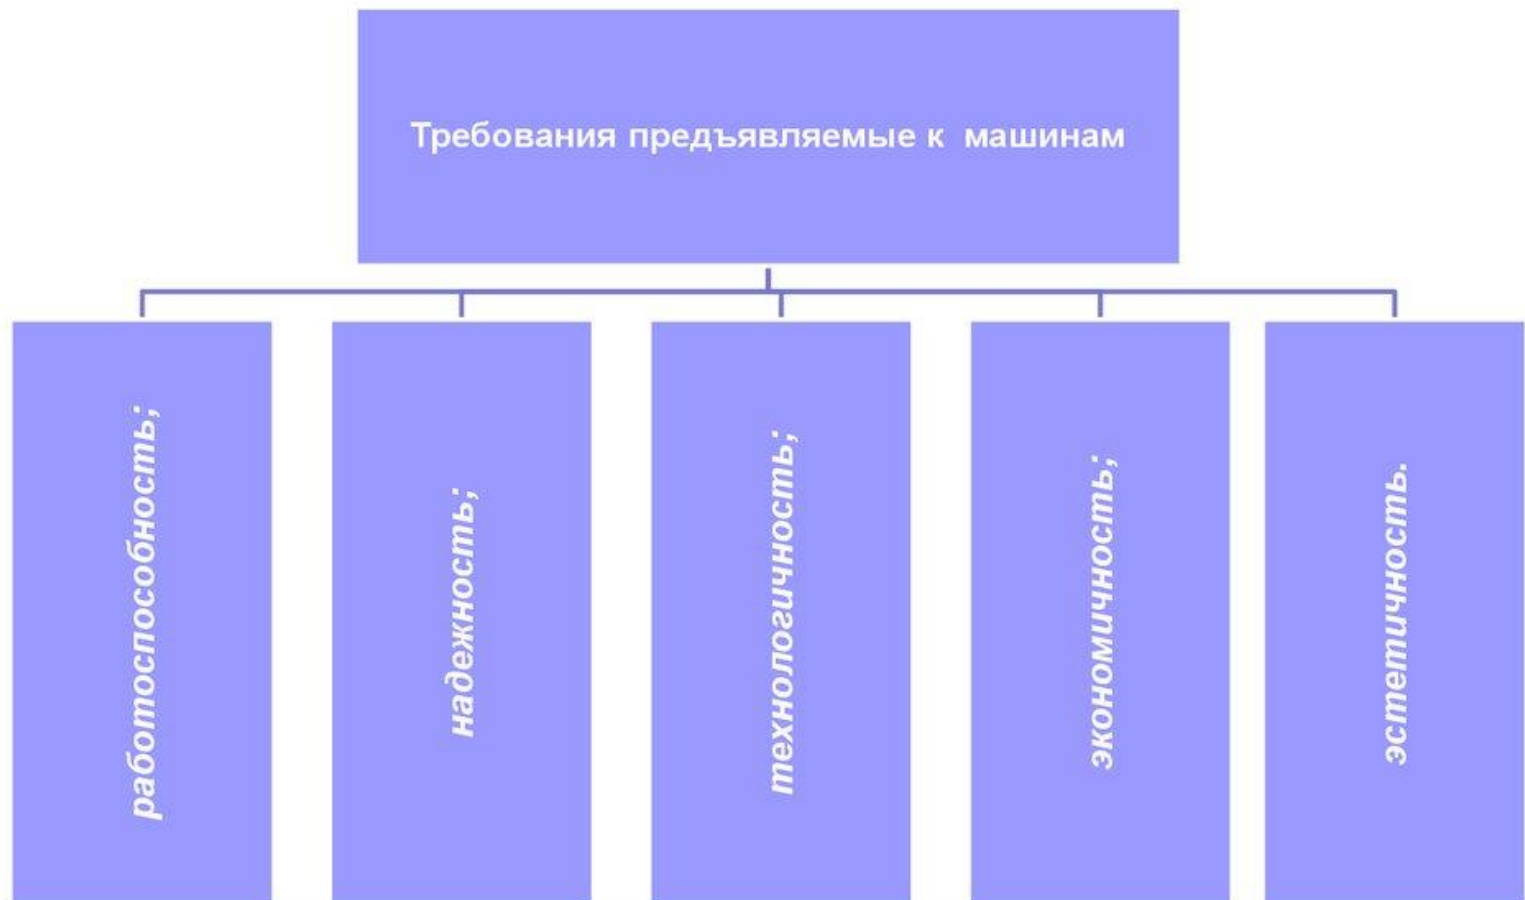 Требования предъявляемые к машинам
работоспособность;
надежность;
технологичность;
экономичность;
эстетичность.